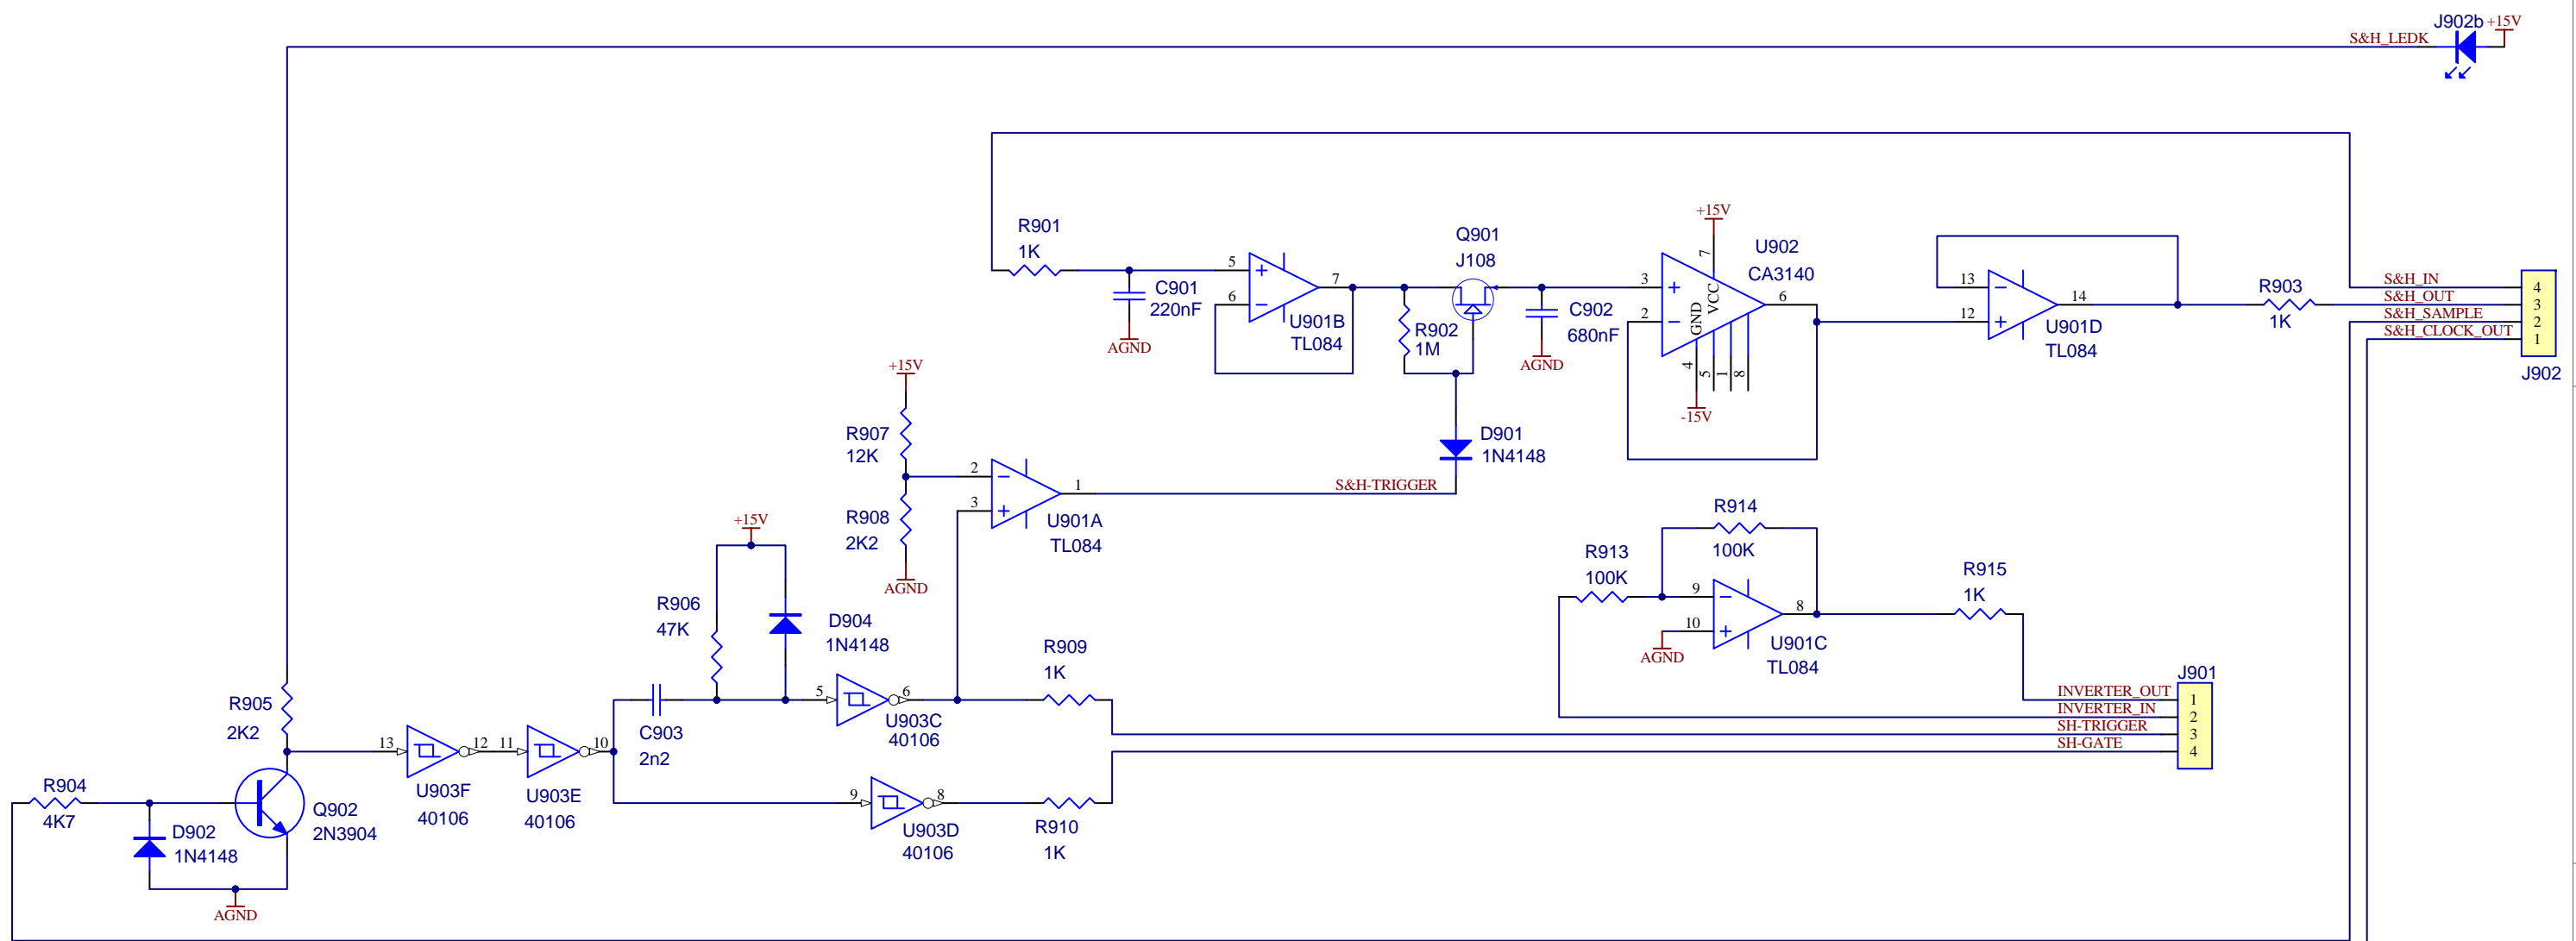 J902b
+15V
S&H_LEDK
R901
1K
C901
220nF
AGND
5
6
7
U901B
TL084
R902
1M
Q901
J108
C902
680nF
AGND
+15V
7
U902
CA3140
3
2
6
GND
VCC
4
5
1
8
-15V
13
12
14
U901D
TL084
R903
1K
S&H_IN
S&H_OUT
S&H_SAMPLE
S&H_CLOCK_OUT
4
3
2
1
J902
+15V
R907
12K
R908
2K2
AGND
2
3
1
U901A
TL084
S&H-TRIGGER
D901
1N4148
R914
100K
R913
100K
9
10
8
AGND
U901C
TL084
R915
1K
+15V
R906
47K
D904
1N4148
R909
1K
5
6
U903C
40106
C903
2n2
J901
INVERTER_OUT
INVERTER_IN
SH-TRIGGER
SH-GATE
1
2
3
4
R905
2K2
13
12
11
10
U903F
40106
U903E
40106
9
8
U903D
40106
R910
1K
R904
4K7
D902
1N4148
Q902
2N3904
AGND